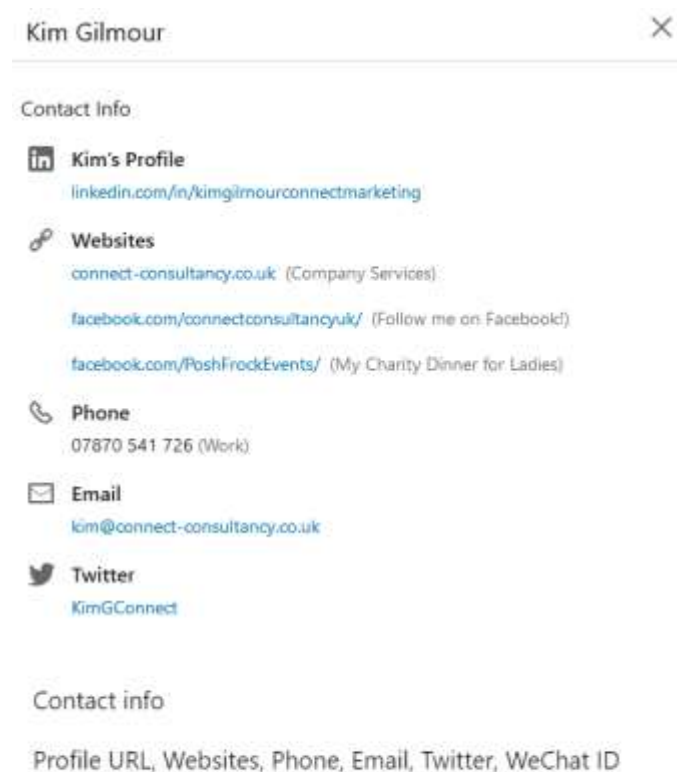 Kim Gilmour
Contact Info
Kim's Profile
linkedin.com/in/kimgilmourconnectmarketing
Websites
connect-consultancy.co.uk (Company Services)
facebook.com/connectconsultancyuk/ (Follow me on Facebook!)
facebook.com/PoshFrockEvents/ (My Charity Dinner for Ladies)
Phone
07870 541 726 (Work)
Email
kim@connect-consultancy.co.uk
Twitter
KimGConnect
Contact info
Profile URL, Websites, Phone, Email, Twitter, WeChat ID